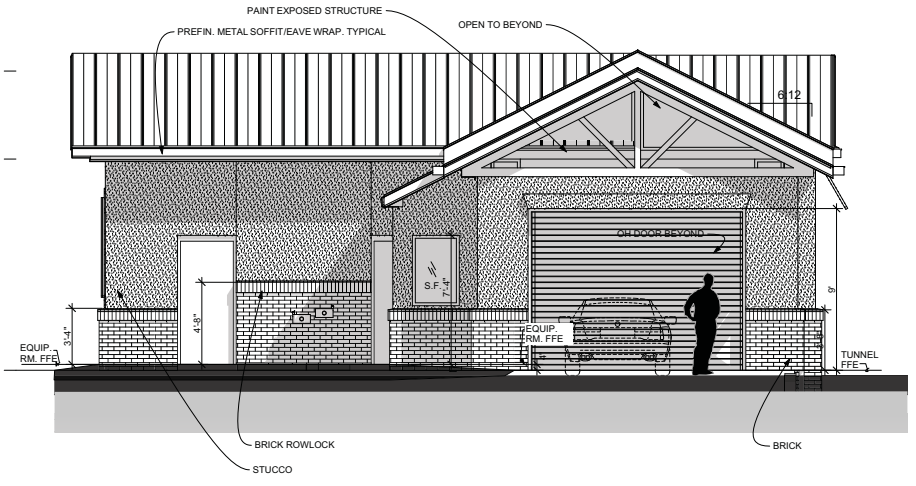 PAINT EXPOSED STRUCTURE
OPEN TO BEYOND
PREFIN. METAL SOFFIT/EAVE WRAP. TYPICAL
6:12
OH DOOR BEYOND
S.F.
7'-4"
9'
4'-8"
3'-4"
EQUIP.
RM. FFE
EQUIP.
RM. FFE
4"
TUNNEL
FFE
BRICK ROWLOCK
BRICK
STUCCO